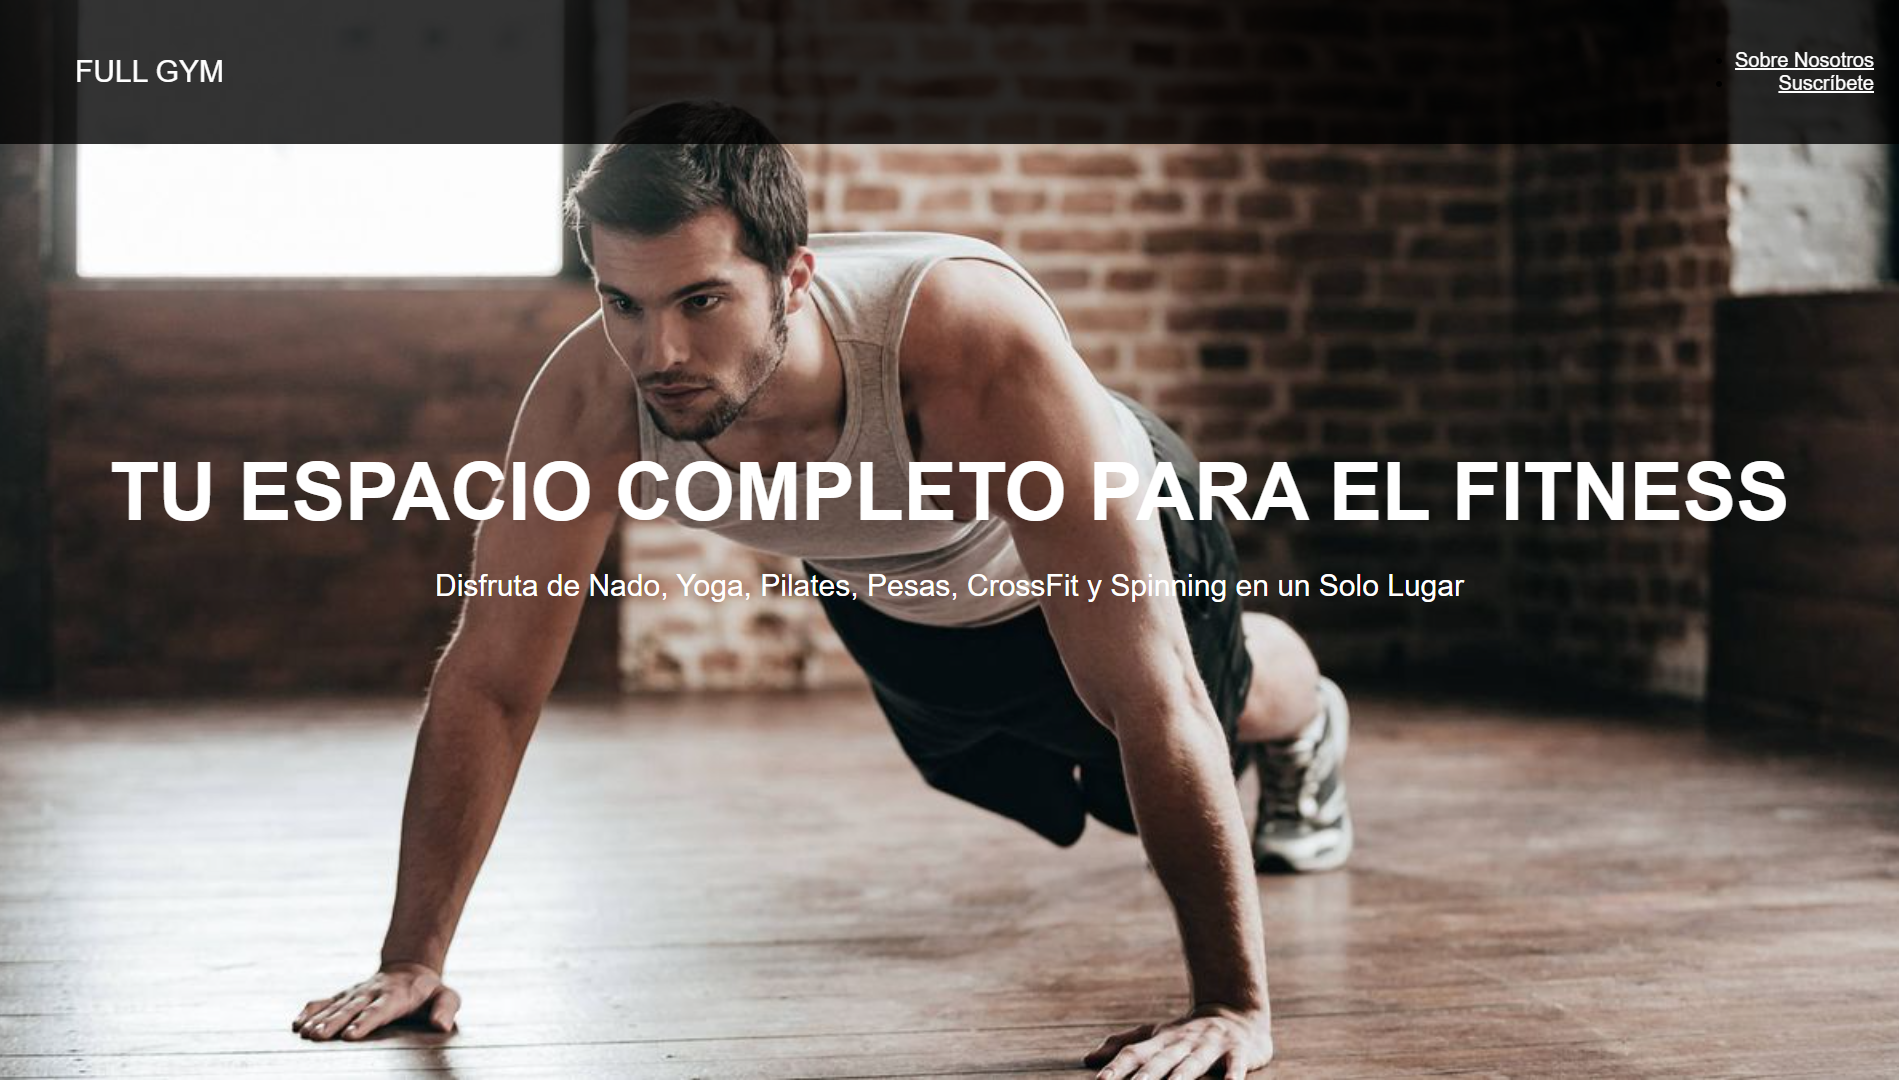 FULL GYM
Sobre Nosotros
Suscríbete
TU ESPACIO COMPLETO PARA EL FITNESS
Disfruta de Nado, Yoga, Pilates, Pesas, CrossFit y Spinning en un Solo Lugar